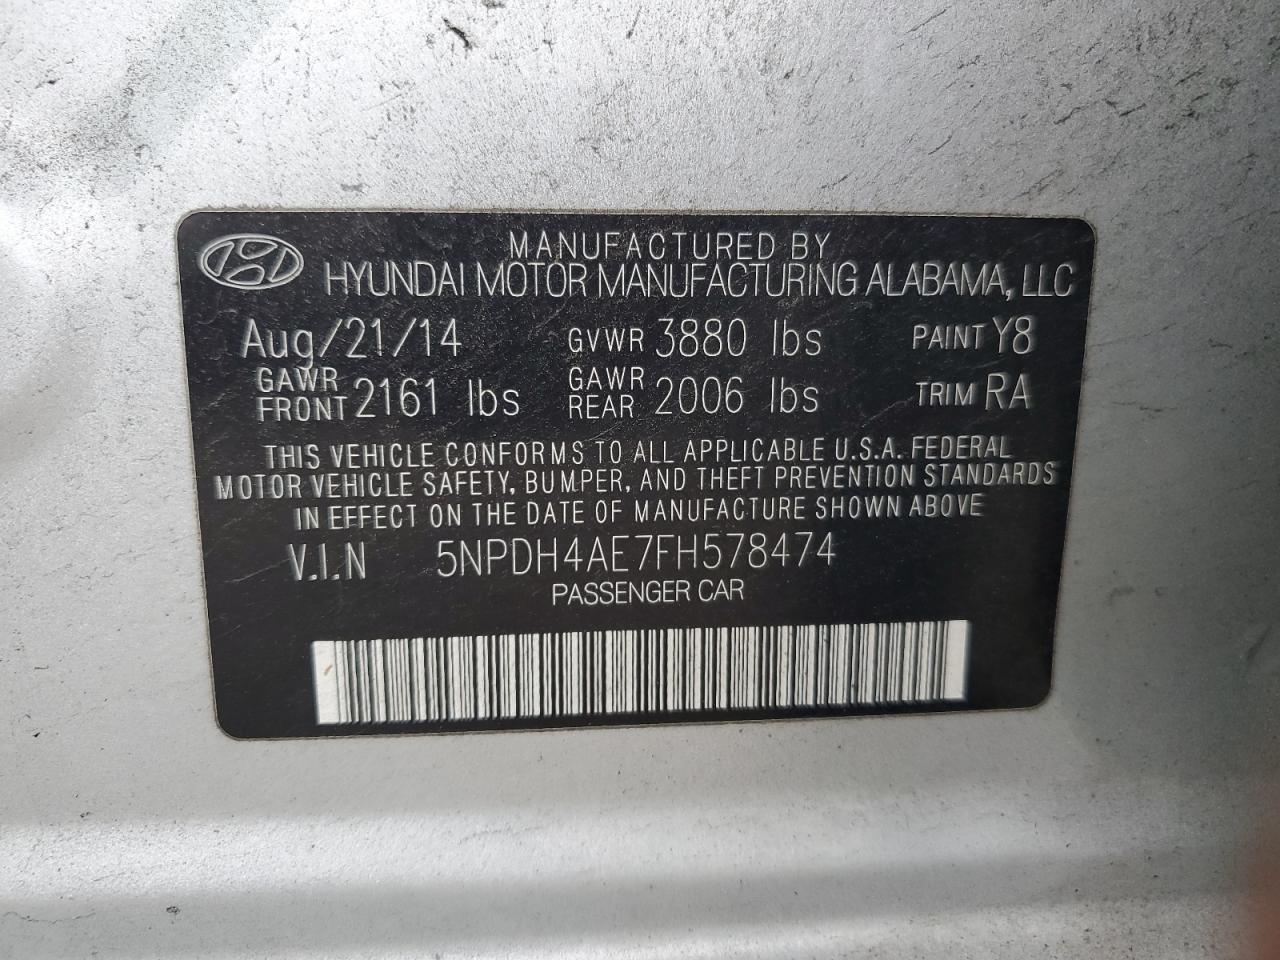 MANUFACTURED BY
HYUNDAI MOTOR MANUFACTURING ALABAMA, LLC
Aug/21/14 GVWR 3880 lbs PAINT Y8
GAWR FRONT 2161 lbs GAWR REAR 2006 lbs TRIM RA
THIS VEHICLE CONFORMS TO ALL APPLICABLE U.S.A. FEDERAL
MOTOR VEHICLE SAFETY, BUMPER, AND THEFT PREVENTION STANDARDS
IN EFFECT ON THE DATE OF MANUFACTURE SHOWN ABOVE
V.I.N 5NPDH4AE7FH578474
PASSENGER CAR